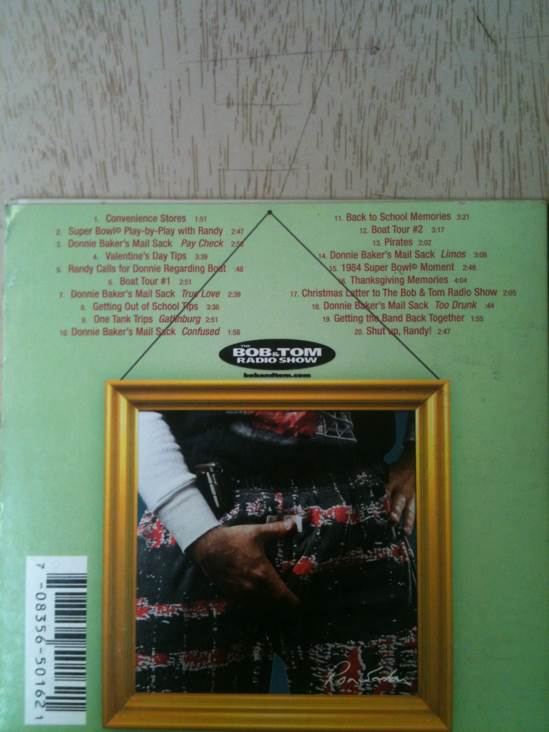 1. Convenience Stores 1:51
2. Super Bowl© Play-by-Play with Randy 2:47
3. Donnie Baker's Mail Sack Pay Check
4. Valentine's Day Tips 3:39
5. Randy Calls for Donnie Regarding Boat :48
6. Boat Tour #1 2:51
7. Donnie Baker's Mail Sack True Love 2:39
8. Getting Out of School Tips 3:36
9. One Tank Trips Gatlinburg 2:51
10. Donnie Baker's Mail Sack Confused 1:58
11. Back to School Memories 3:21
12. Boat Tour #2 3:17
13. Pirates 2:02
14. Donnie Baker's Mail Sack Limos 3:08
15. 1984 Super Bowl© Moment 2:48
16. Thanksgiving Memories 4:04
17. Christmas Letter to The Bob & Tom Radio Show 2:05
18. Donnie Baker's Mail Sack Too Drunk :44
19. Getting the Band Back Together 1:55
20. Shut up, Randy! 2:47
THE
BOB&TOM
RADIO SHOW
bobandtom.com
7 08356-50162 1